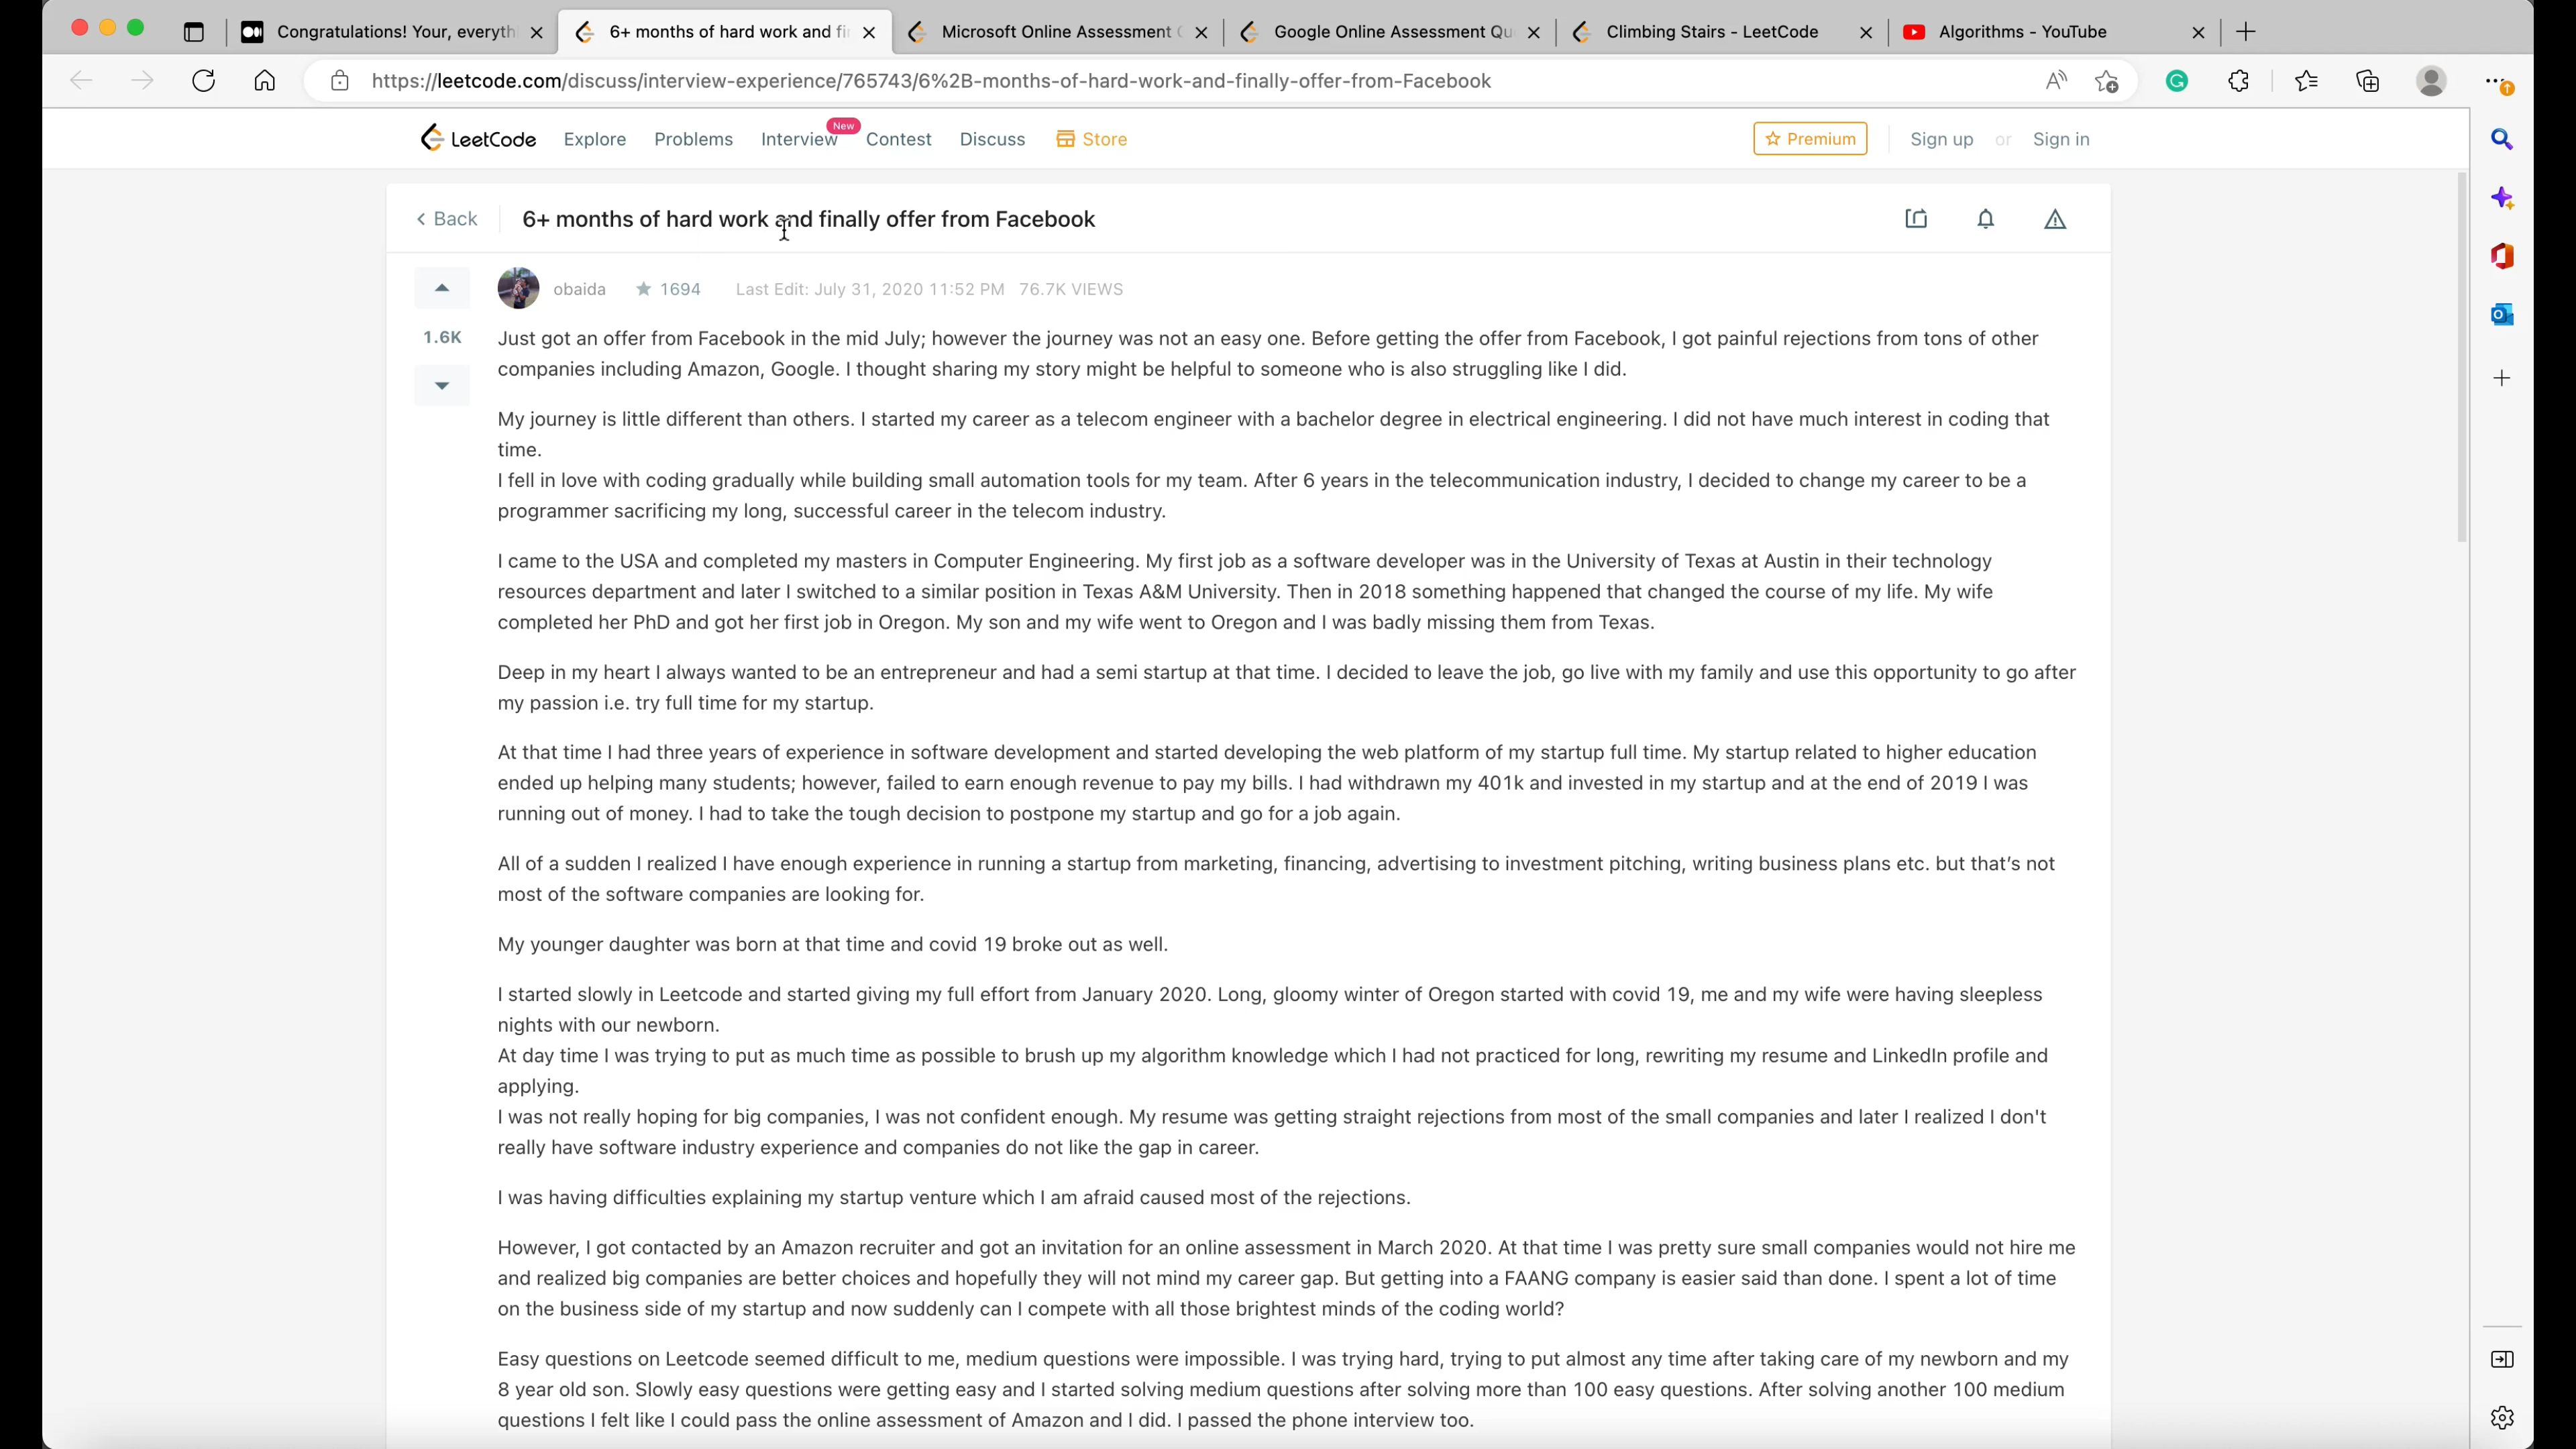 Congratulations! Your, everyth
6+ months of hard work and fi
Microsoft Online Assessment
Google Online Assessment Qu
Climbing Stairs - LeetCode
Algorithms - YouTube
https://leetcode.com/discuss/interview-experience/765743/6%2B-months-of-hard-work-and-finally-offer-from-Facebook
LeetCode Explore Problems Interview New Contest Discuss Store Premium Sign up or Sign in
Back 6+ months of hard work and finally offer from Facebook
obaida 1694 Last Edit: July 31, 2020 11:52 PM 76.7K VIEWS
1.6K
Just got an offer from Facebook in the mid July; however the journey was not an easy one. Before getting the offer from Facebook, I got painful rejections from tons of other
companies including Amazon, Google. I thought sharing my story might be helpful to someone who is also struggling like I did.
My journey is little different than others. I started my career as a telecom engineer with a bachelor degree in electrical engineering. I did not have much interest in coding that
time.
I fell in love with coding gradually while building small automation tools for my team. After 6 years in the telecommunication industry, I decided to change my career to be a
programmer sacrificing my long, successful career in the telecom industry.
I came to the USA and completed my masters in Computer Engineering. My first job as a software developer was in the University of Texas at Austin in their technology
resources department and later I switched to a similar position in Texas A&M University. Then in 2018 something happened that changed the course of my life. My wife
completed her PhD and got her first job in Oregon. My son and my wife went to Oregon and I was badly missing them from Texas.
Deep in my heart I always wanted to be an entrepreneur and had a semi startup at that time. I decided to leave the job, go live with my family and use this opportunity to go after
my passion i.e. try full time for my startup.
At that time I had three years of experience in software development and started developing the web platform of my startup full time. My startup related to higher education
ended up helping many students; however, failed to earn enough revenue to pay my bills. I had withdrawn my 401k and invested in my startup and at the end of 2019 I was
running out of money. I had to take the tough decision to postpone my startup and go for a job again.
All of a sudden I realized I have enough experience in running a startup from marketing, financing, advertising to investment pitching, writing business plans etc. but that's not
most of the software companies are looking for.
My younger daughter was born at that time and covid 19 broke out as well.
I started slowly in Leetcode and started giving my full effort from January 2020. Long, gloomy winter of Oregon started with covid 19, me and my wife were having sleepless
nights with our newborn.
At day time I was trying to put as much time as possible to brush up my algorithm knowledge which I had not practiced for long, rewriting my resume and LinkedIn profile and
applying.
I was not really hoping for big companies, I was not confident enough. My resume was getting straight rejections from most of the small companies and later I realized I don't
really have software industry experience and companies do not like the gap in career.
I was having difficulties explaining my startup venture which I am afraid caused most of the rejections.
However, I got contacted by an Amazon recruiter and got an invitation for an online assessment in March 2020. At that time I was pretty sure small companies would not hire me
and realized big companies are better choices and hopefully they will not mind my career gap. But getting into a FAANG company is easier said than done. I spent a lot of time
on the business side of my startup and now suddenly can I compete with all those brightest minds of the coding world?
Easy questions on Leetcode seemed difficult to me, medium questions were impossible. I was trying hard, trying to put almost any time after taking care of my newborn and my
8 year old son. Slowly easy questions were getting easy and I started solving medium questions after solving more than 100 easy questions. After solving another 100 medium
questions I felt like I could pass the online assessment of Amazon and I did. I passed the phone interview too.